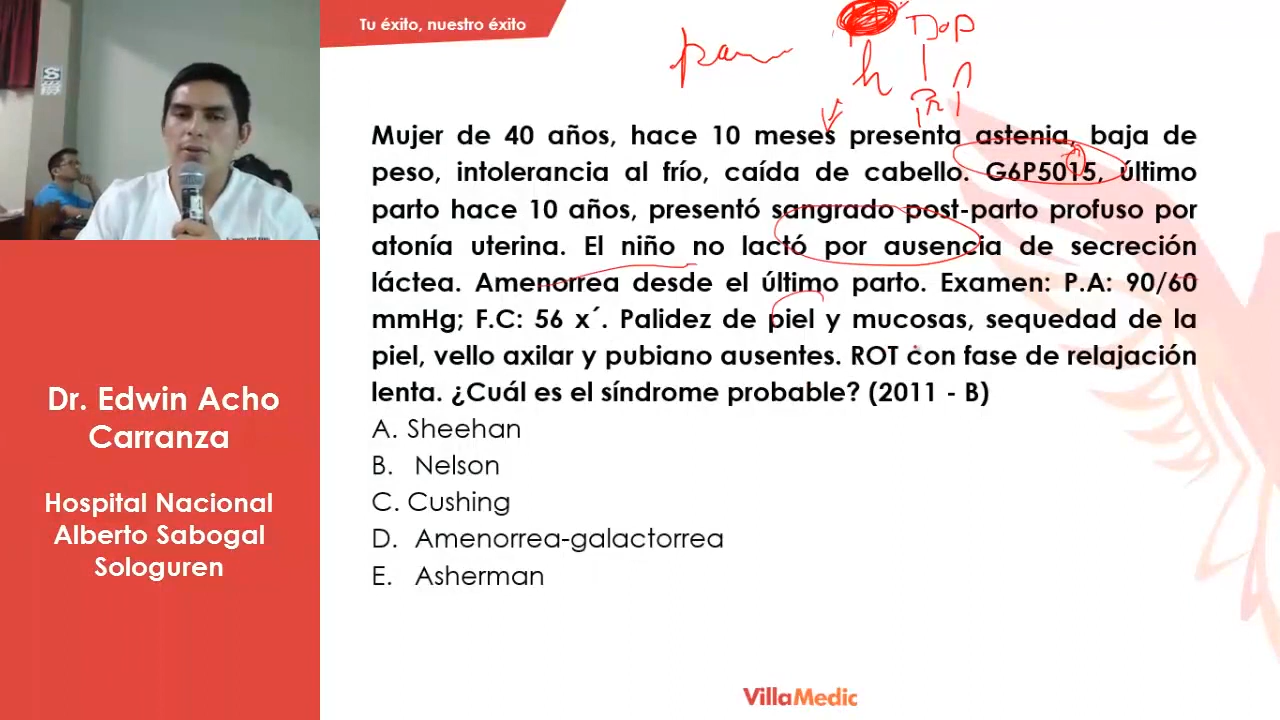 Tu éxito, nuestro éxito
Mujer de 40 años, hace 10 meses presenta astenia, baja de
peso, intolerancia al frío, caída de cabello. G6P5015, último
parto hace 10 años, presentó sangrado post-parto profuso por
atonía uterina. El niño no lactó por ausencia de secreción
láctea. Amenorrea desde el último parto. Examen: P.A: 90/60
mmHg; F.C: 56 x´. Palidez de piel y mucosas, sequedad de la
piel, vello axilar y pubiano ausentes. ROT con fase de relajación
lenta. ¿Cuál es el síndrome probable? (2011 - B)
A. Sheehan
B. Nelson
C. Cushing
D. Amenorrea-galactorrea
E. Asherman
Dr. Edwin Acho
Carranza
Hospital Nacional
Alberto Sabogal
Sologuren
VillaMedic